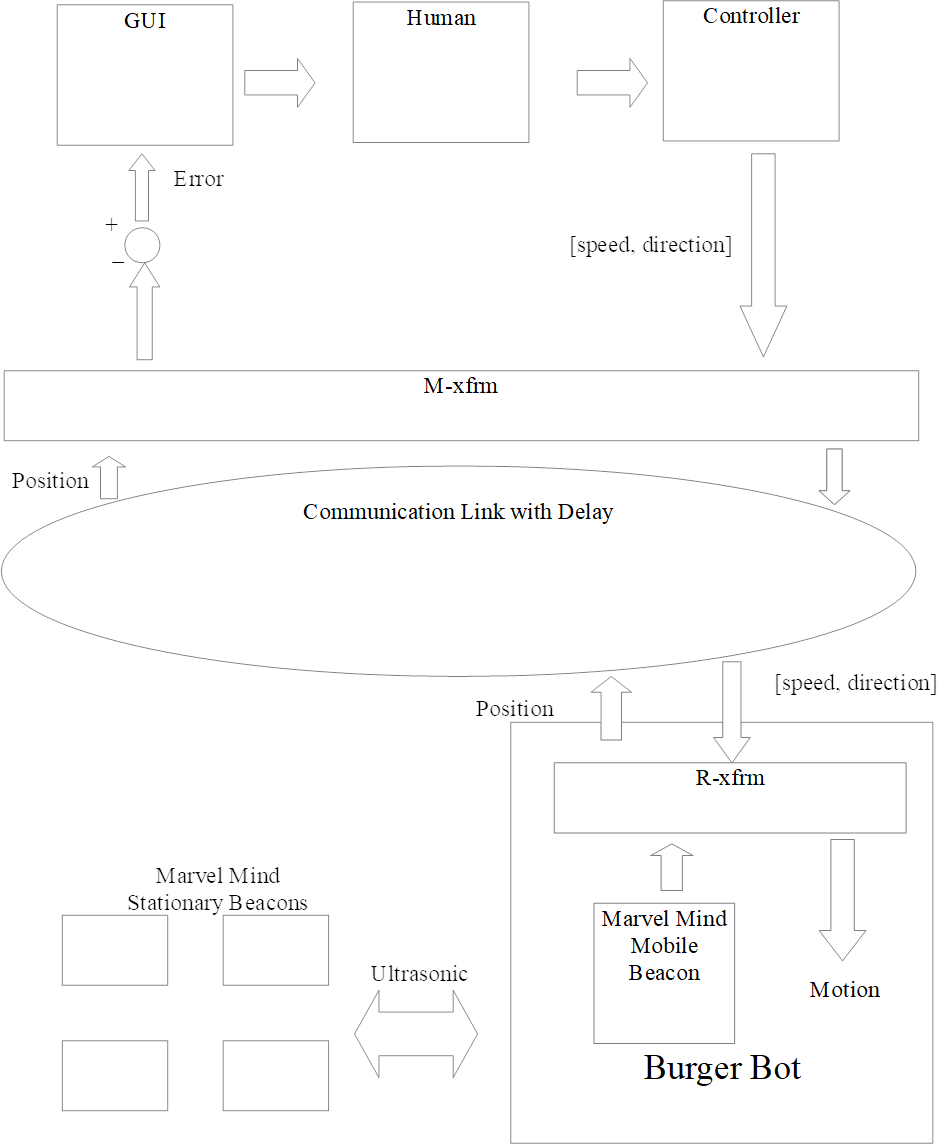 GUI
Human
Controller
Error
+
−
[speed, direction]
M-xfrm
Position
Communication Link with Delay
Position
[speed, direction]
R-xfrm
Marvel Mind
Stationary Beacons
Ultrasonic
Marvel Mind
Mobile
Beacon
Motion
Burger Bot